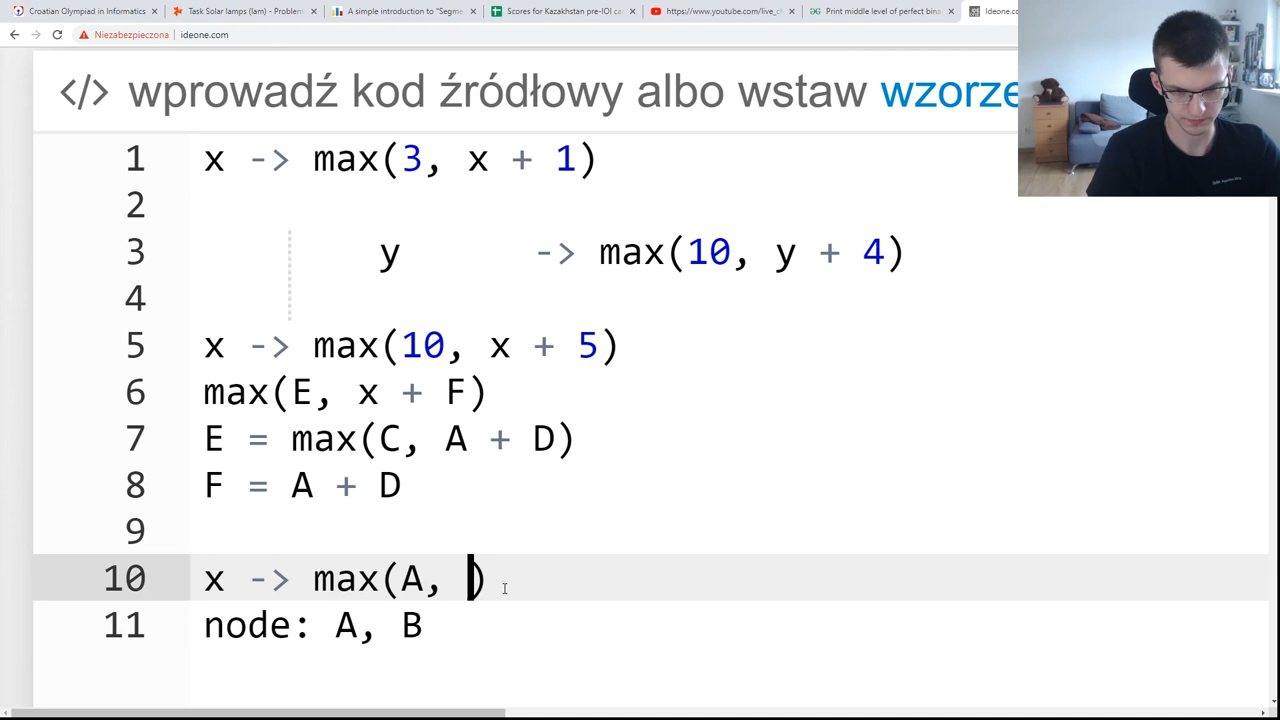 Croatian Olympiad in Informatics
Task Solar lamps (lam) - Problem
A simple introduction to "Segme
Scores for Kazakhstan pre-IOI ca
https://www.youtube.com/live_c
Print middle level of perfect bina
Ideone.co
Niezabezpieczona
ideone.com
</> wprowadź kod źródłowy albo wstaw wzorze
1 x -> max(3, x + 1)
2
3 y -> max(10, y + 4)
4
5 x -> max(10, x + 5)
6 max(E, x + F)
7 E = max(C, A + D)
8 F = A + D
9
10 x -> max(A, )
11 node: A, B